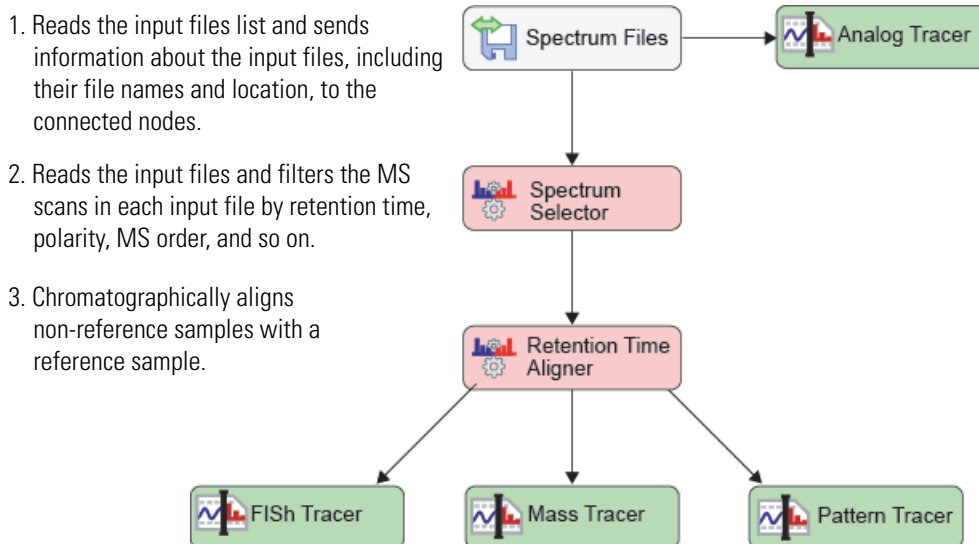 1. Reads the input files list and sends
information about the input files, including
their file names and location, to the
connected nodes.
2. Reads the input files and filters the MS
scans in each input file by retention time,
polarity, MS order, and so on.
3. Chromatographically aligns
non-reference samples with a
reference sample.
Spectrum Files
Analog Tracer
Spectrum
Selector
Retention Time
Aligner
FISh Tracer
Mass Tracer
Pattern Tracer